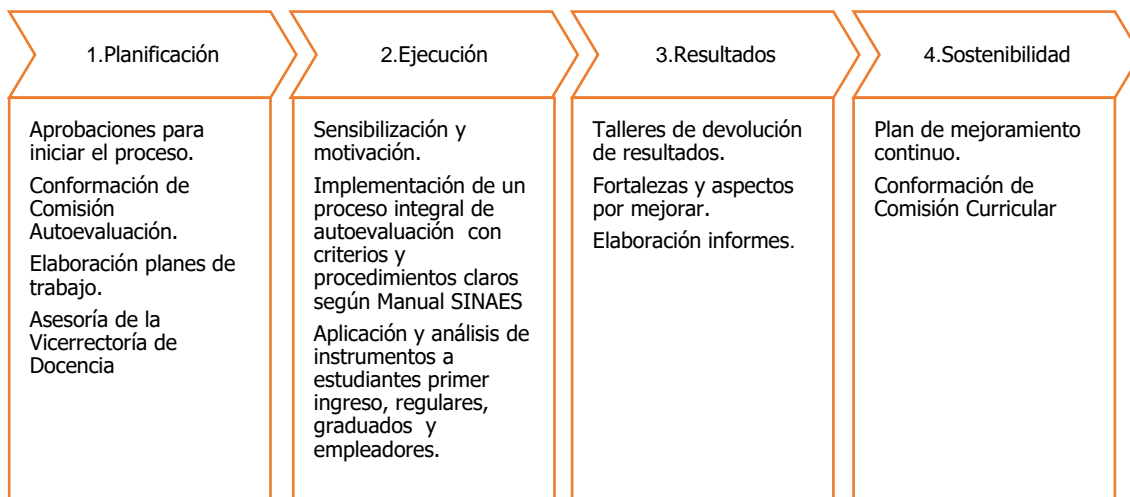 1.Planificación
Aprobaciones para
iniciar el proceso.
Conformación de
Comisión
Autoevaluación.
Elaboración planes de
trabajo.
Asesoría de la
Vicerrectoría de
Docencia
2.Ejecución
Sensibilización y
motivación.
Implementación de un
proceso integral de
autoevaluación con
criterios y
procedimientos claros
según Manual SINAES
Aplicación y análisis de
instrumentos a
estudiantes primer
ingreso, regulares,
graduados y
empleadores.
3.Resultados
Talleres de devolución
de resultados.
Fortalezas y aspectos
por mejorar.
Elaboración informes.
4.Sostenibilidad
Plan de mejoramiento
continuo.
Conformación de
Comisión Curricular